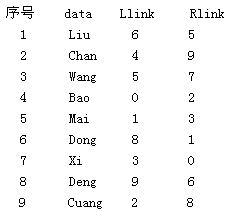 序号 data Llink Rlink
1 Liu 6 5
2 Chan 4 9
3 Wang 5 7
4 Bao 0 2
5 Mai 1 3
6 Dong 8 1
7 Xi 3 0
8 Deng 9 6
9 Cuang 2 8